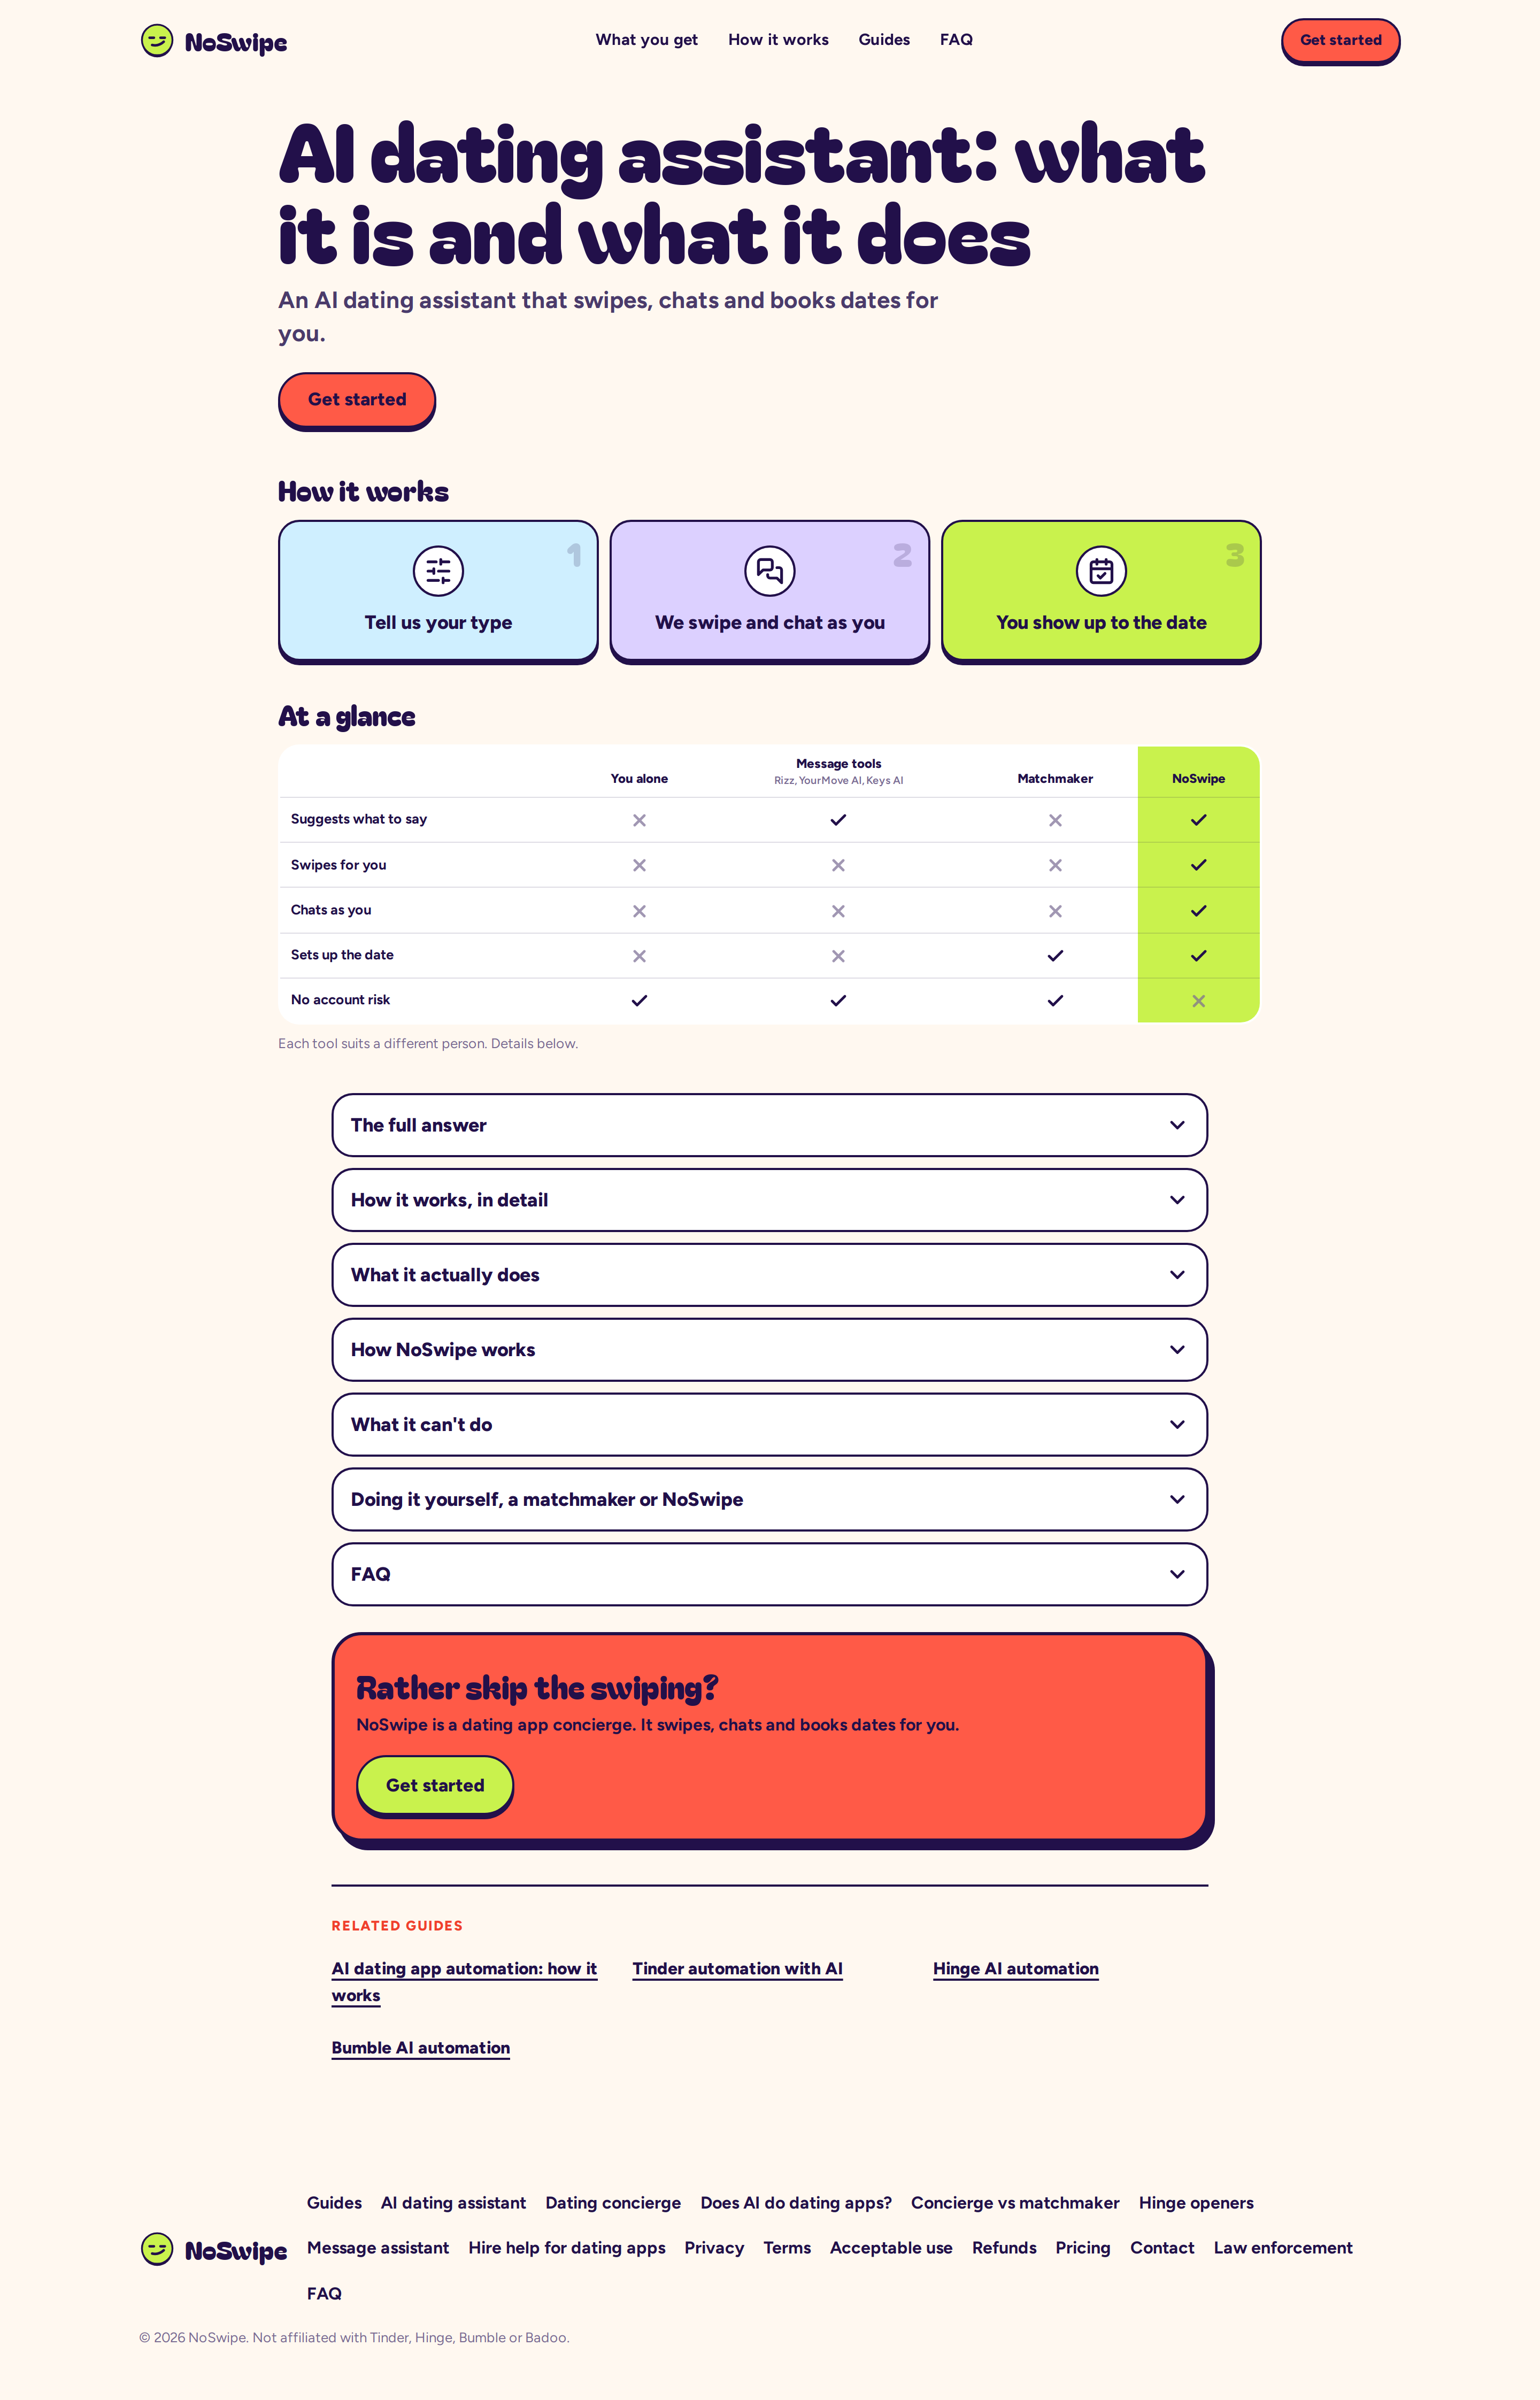 NoSwipe
What you get How it works Guides FAQ
Get started
AI dating assistant: what
it is and what it does
An AI dating assistant that swipes, chats and books dates for
you.
Get started
How it works
1
Tell us your type
2
We swipe and chat as you
3
You show up to the date
At a glance
You alone Message tools Matchmaker NoSwipe
Rizz, YourMove AI, Keys AI
Suggests what to say
Swipes for you
Chats as you
Sets up the date
No account risk
Each tool suits a different person. Details below.
The full answer
How it works, in detail
What it actually does
How NoSwipe works
What it can't do
Doing it yourself, a matchmaker or NoSwipe
FAQ
Rather skip the swiping?
NoSwipe is a dating app concierge. It swipes, chats and books dates for you.
Get started
RELATED GUIDES
AI dating app automation: how it
works
Tinder automation with AI
Hinge AI automation
Bumble AI automation
NoSwipe
Guides AI dating assistant Dating concierge Does AI do dating apps? Concierge vs matchmaker Hinge openers
Message assistant Hire help for dating apps Privacy Terms Acceptable use Refunds Pricing Contact Law enforcement
FAQ
© 2026 NoSwipe. Not affiliated with Tinder, Hinge, Bumble or Badoo.